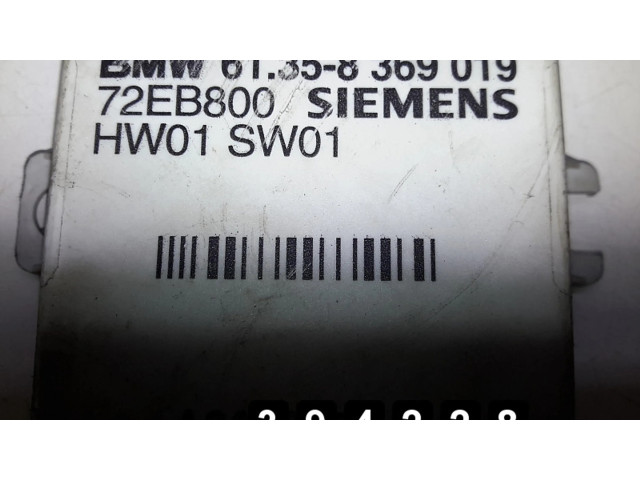 BMW 61.35-8 369 019
72EB800 SIEMENS
HW01 SW01